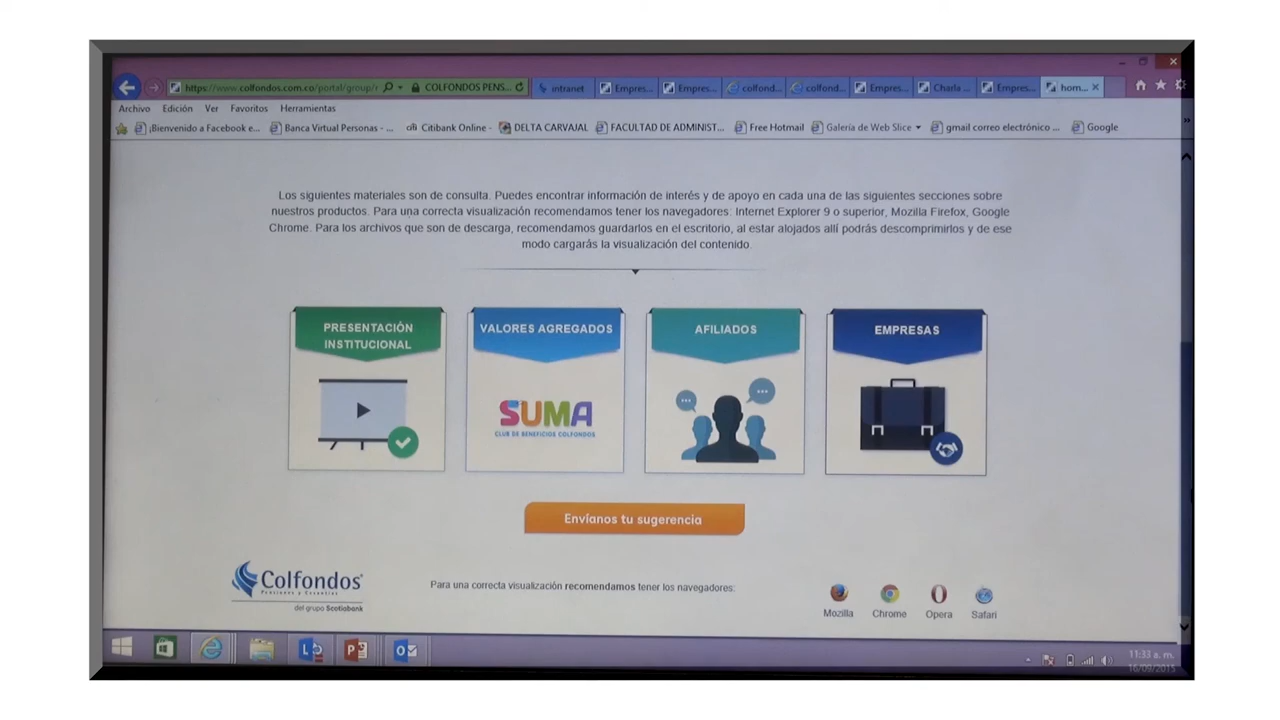 https://www.colfondos.com.co/portal/group/r
COLFONDOS PENS...
intranet
Empres...
Empres...
colfond...
colfond...
Empres...
Charla ...
Empres...
hom...
Archivo Edición Ver Favoritos Herramientas
¡Bienvenido a Facebook e... Banca Virtual Personas - ... citi Citibank Online - DELTA CARVAJAL FACULTAD DE ADMINIST... Free Hotmail Galería de Web Slice gmail correo electrónico ... Google
Los siguientes materiales son de consulta. Puedes encontrar información de interés y de apoyo en cada una de las siguientes secciones sobre
nuestros productos. Para una correcta visualización recomendamos tener los navegadores: Internet Explorer 9 o superior, Mozilla Firefox, Google
Chrome. Para los archivos que son de descarga, recomendamos guardarlos en el escritorio, al estar alojados allí podrás descomprimirlos y de ese
modo cargarás la visualización del contenido.
PRESENTACIÓN
INSTITUCIONAL
VALORES AGREGADOS
SUMA
CLUB DE BENEFICIOS COLFONDOS
AFILIADOS
EMPRESAS
Envíanos tu sugerencia
Colfondos
Pensiones y Cesantías
del grupo Scotiabank
Para una correcta visualización recomendamos tener los navegadores:
Mozilla Chrome Opera Safari
11:33 a. m.
16/09/2015